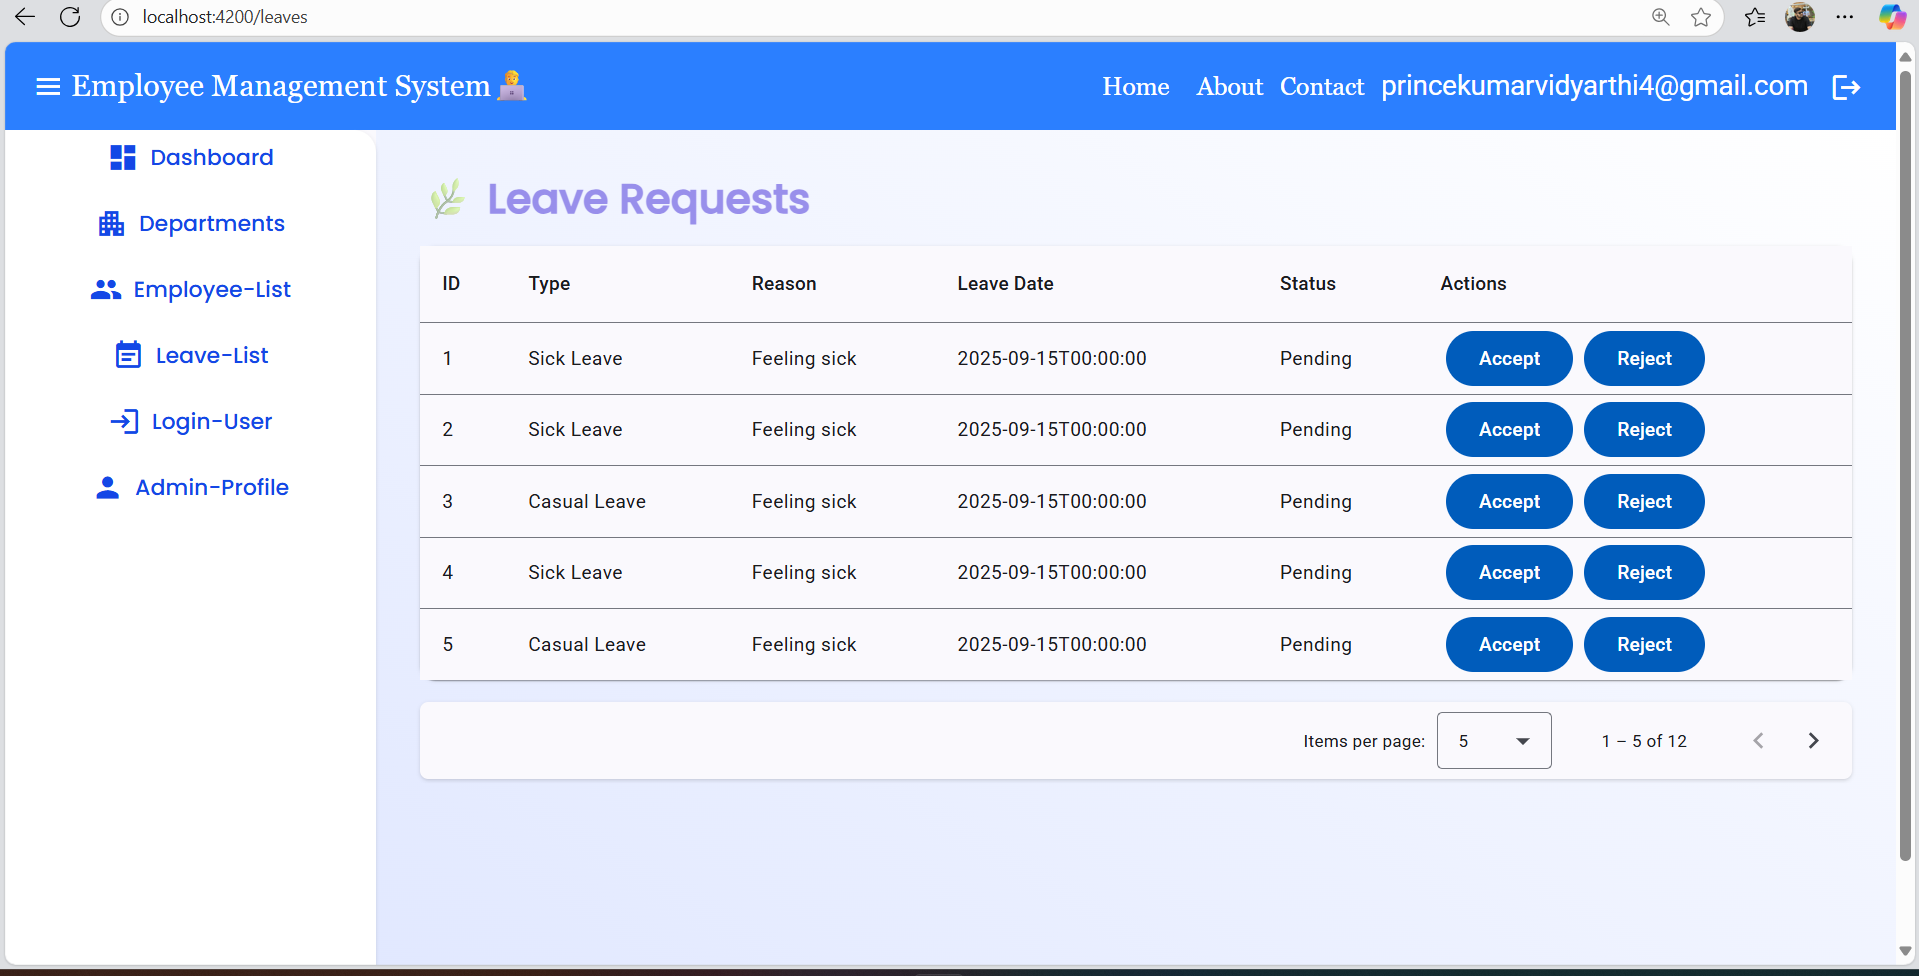 localhost:4200/leaves
Employee Management System Home About Contact princekumarvidyarthi4@gmail.com
Dashboard
Departments
Employee-List
Leave-List
Login-User
Admin-Profile
Leave Requests
ID Type Reason Leave Date Status Actions
1 Sick Leave Feeling sick 2025-09-15T00:00:00 Pending Accept Reject
2 Sick Leave Feeling sick 2025-09-15T00:00:00 Pending Accept Reject
3 Casual Leave Feeling sick 2025-09-15T00:00:00 Pending Accept Reject
4 Sick Leave Feeling sick 2025-09-15T00:00:00 Pending Accept Reject
5 Casual Leave Feeling sick 2025-09-15T00:00:00 Pending Accept Reject
Items per page: 5 1 – 5 of 12